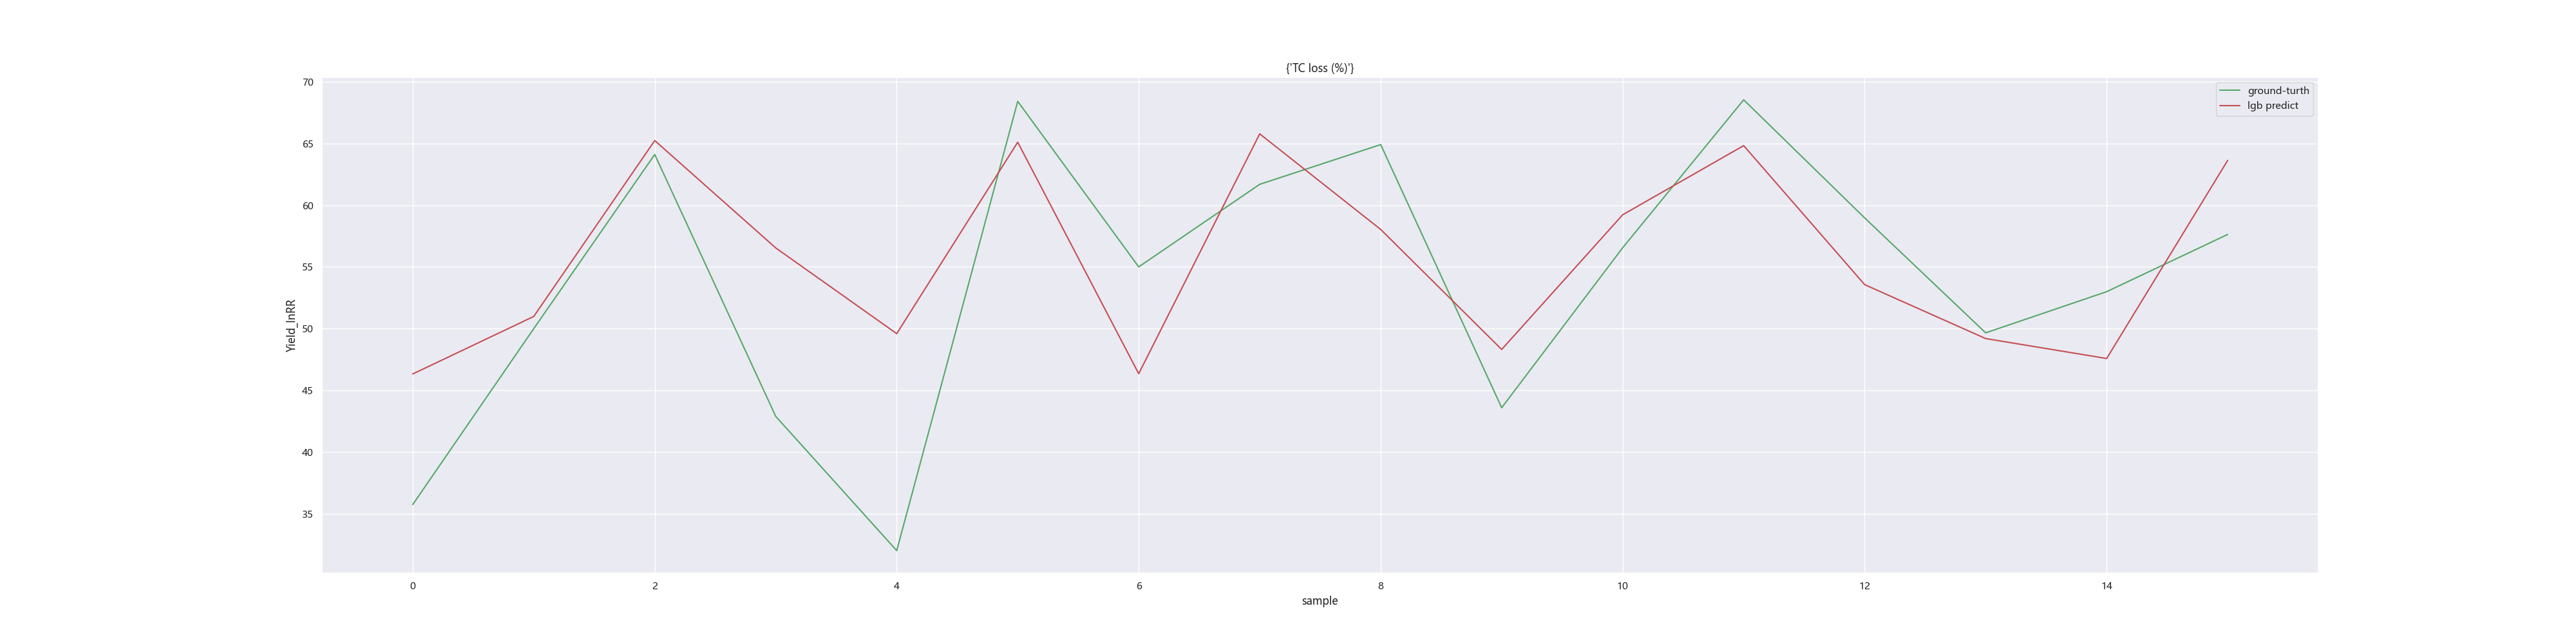 {'TC loss (%)'}
ground-turth
lgb predict
Yield_lnRR
70
65
60
55
50
45
40
35
0 2 4 6 8 10 12 14
sample